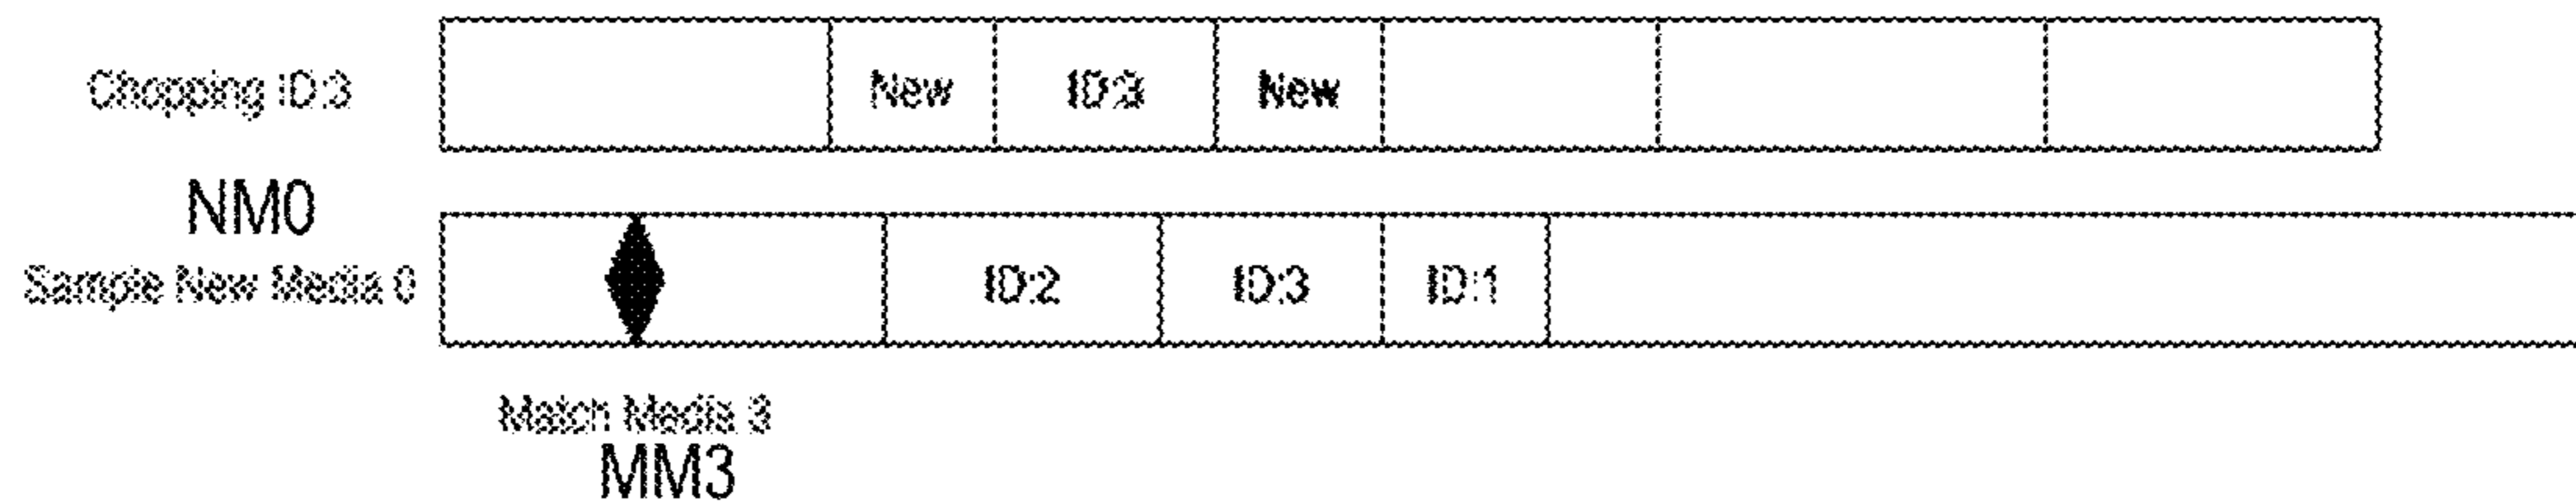 Chopping ID:3 New ID:3 New
NM0
Sample New Media 0 ID:2 ID:3 ID:1
Match Media 3
MM3